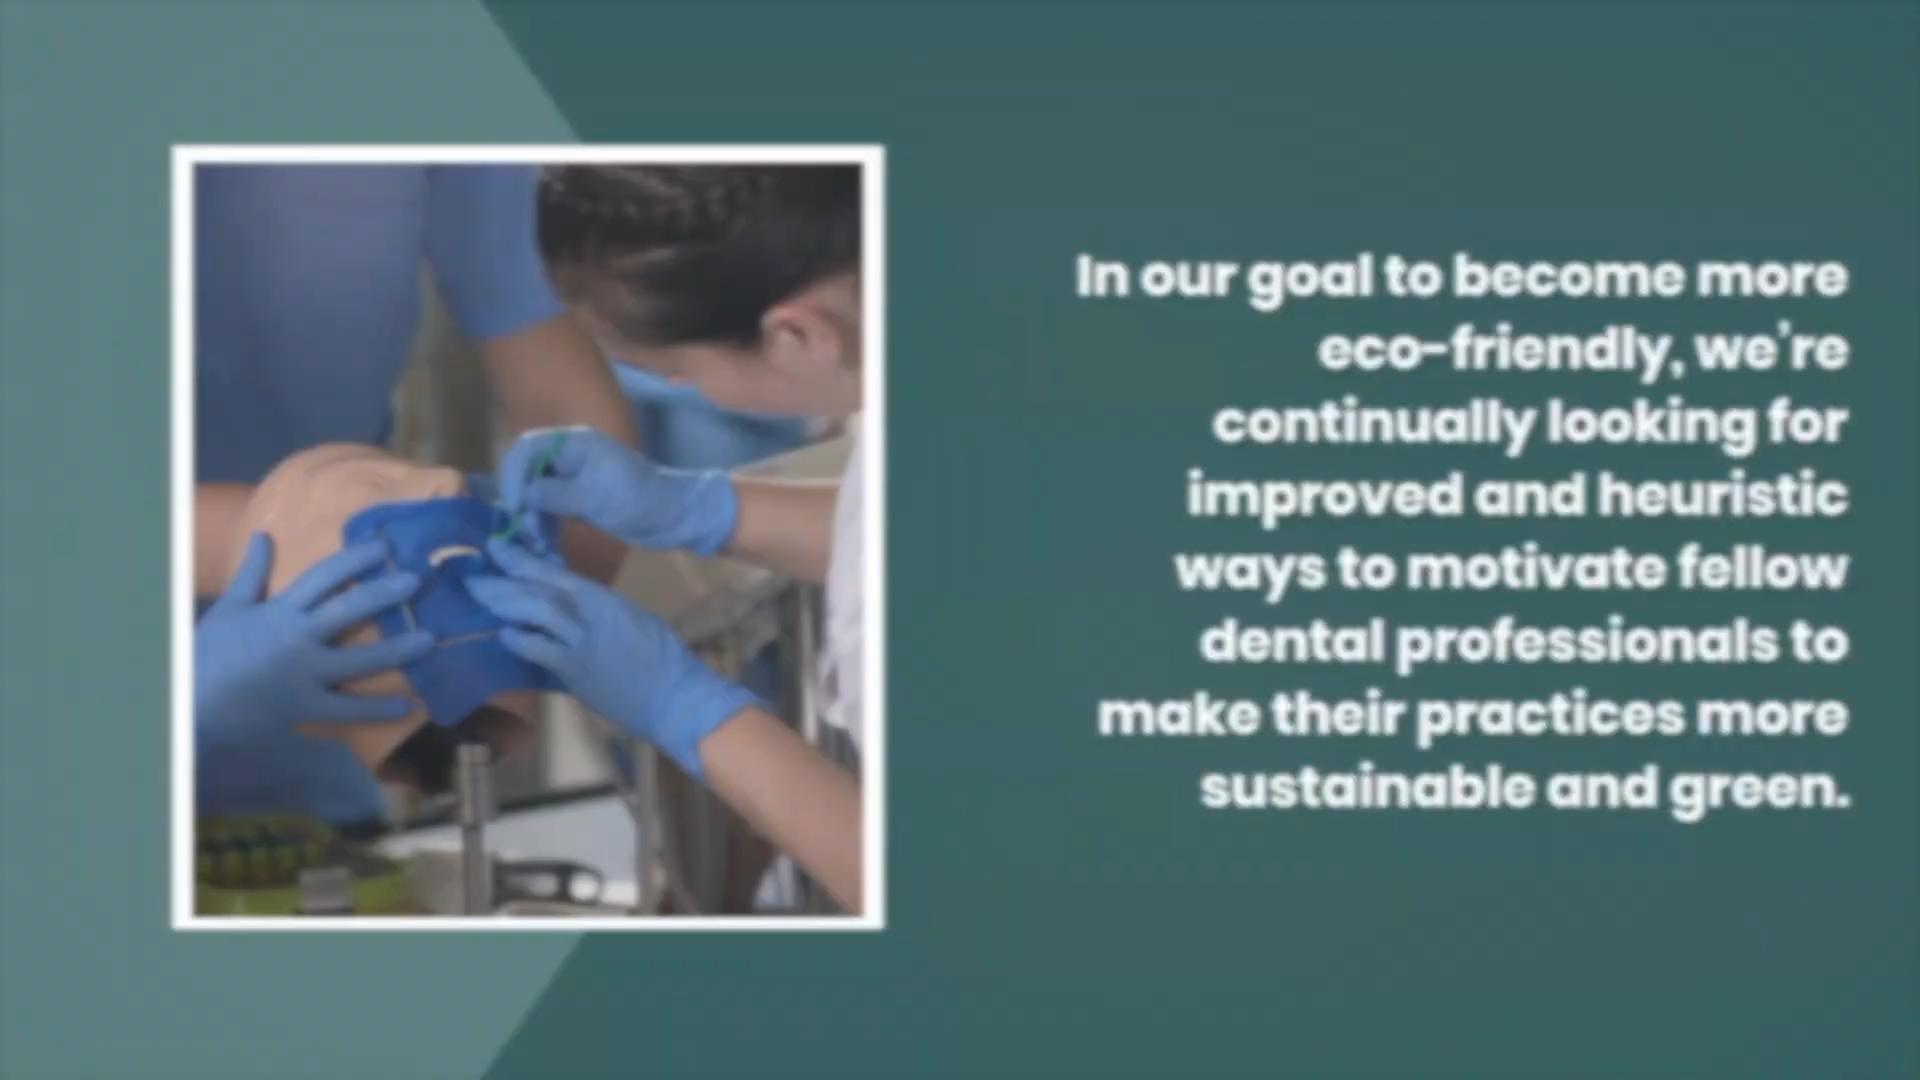 In our goal to become more
eco-friendly, we're
continually looking for
improved and heuristic
ways to motivate fellow
dental professionals to
make their practices more
sustainable and green.